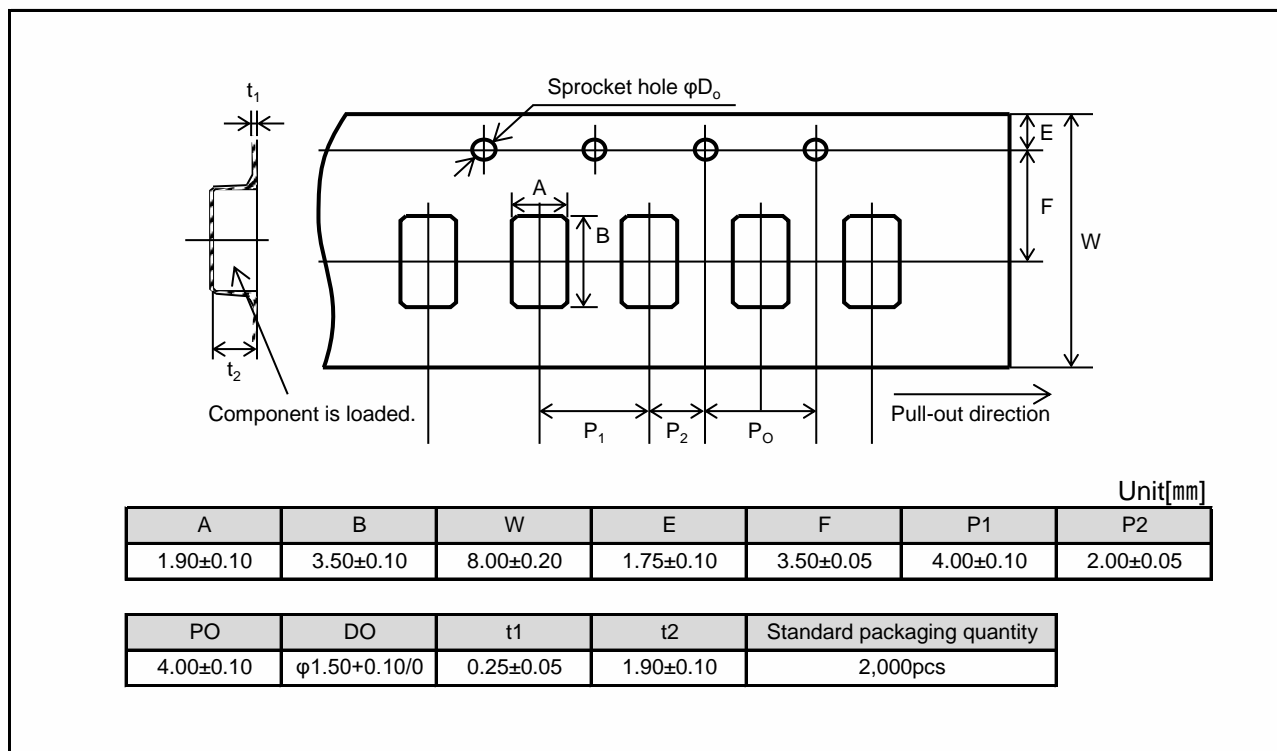 t1
Sprocket hole φDo
E
A
F
B
W
t2
Component is loaded.
P1
P2
PO
Pull-out direction
Unit[㎜]
A B W E F P1 P2
1.90±0.10 3.50±0.10 8.00±0.20 1.75±0.10 3.50±0.05 4.00±0.10 2.00±0.05
PO DO t1 t2 Standard packaging quantity
4.00±0.10 φ1.50+0.10/0 0.25±0.05 1.90±0.10 2,000pcs